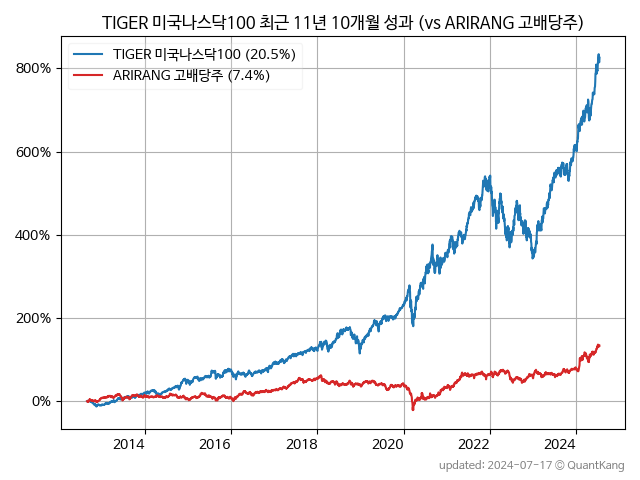 TIGER 미국나스닥100 최근 11년 10개월 성과 (vs ARIRANG 고배당주)
TIGER 미국나스닥100 (20.5%)
ARIRANG 고배당주 (7.4%)
800%
600%
400%
200%
0%
2014 2016 2018 2020 2022 2024
updated: 2024-07-17 © QuantKang